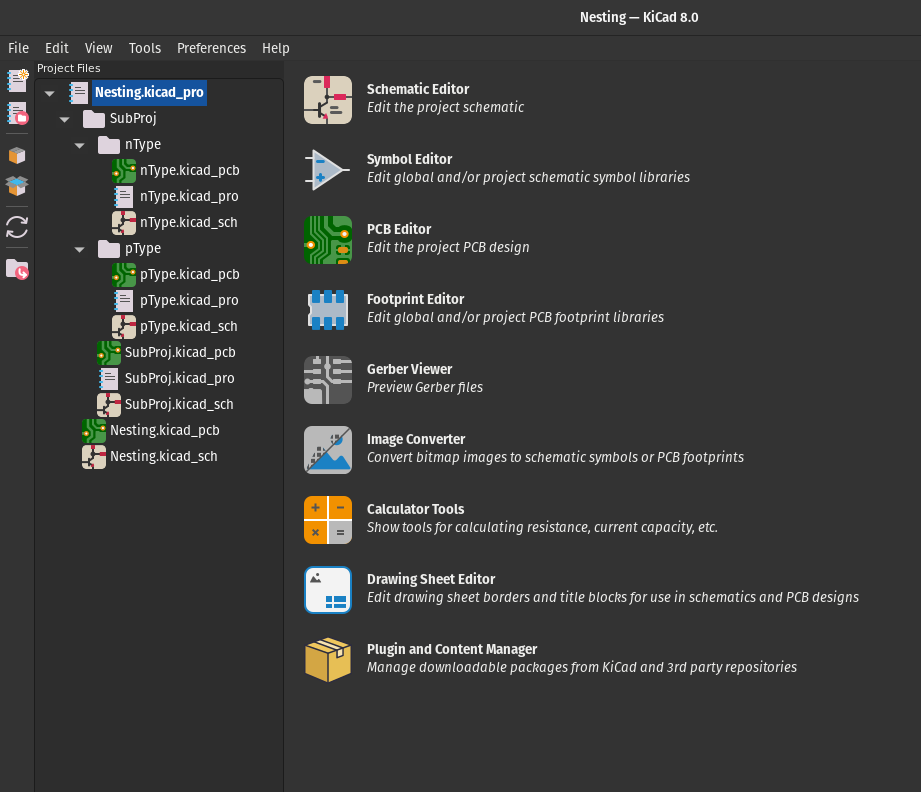 Nesting — KiCad 8.0
File Edit View Tools Preferences Help
Project Files
Nesting.kicad_pro
SubProj
nType
nType.kicad_pcb
nType.kicad_pro
nType.kicad_sch
pType
pType.kicad_pcb
pType.kicad_pro
pType.kicad_sch
SubProj.kicad_pcb
SubProj.kicad_pro
SubProj.kicad_sch
Nesting.kicad_pcb
Nesting.kicad_sch
Schematic Editor
Edit the project schematic
Symbol Editor
Edit global and/or project schematic symbol libraries
PCB Editor
Edit the project PCB design
Footprint Editor
Edit global and/or project PCB footprint libraries
Gerber Viewer
Preview Gerber files
Image Converter
Convert bitmap images to schematic symbols or PCB footprints
Calculator Tools
Show tools for calculating resistance, current capacity, etc.
Drawing Sheet Editor
Edit drawing sheet borders and title blocks for use in schematics and PCB designs
Plugin and Content Manager
Manage downloadable packages from KiCad and 3rd party repositories